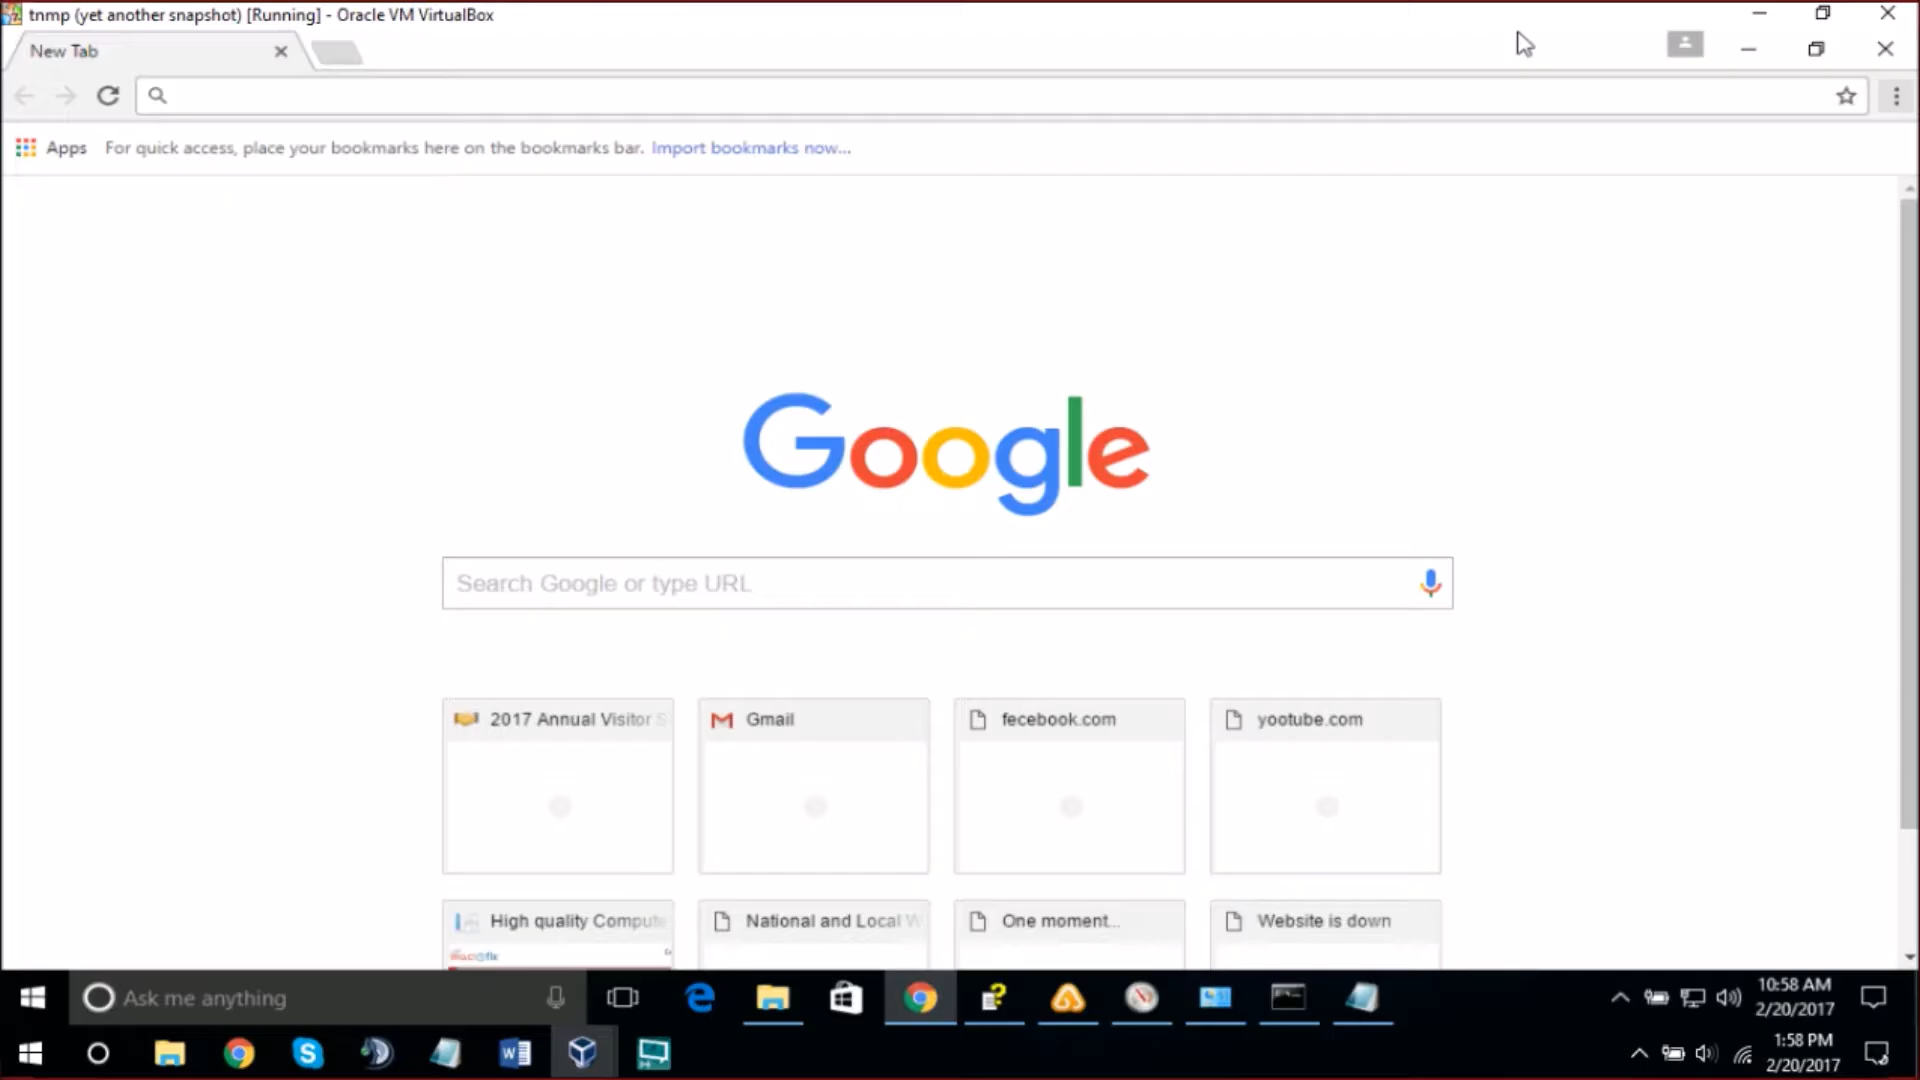 tnmp (yet another snapshot) [Running] - Oracle VM VirtualBox
New Tab
Apps For quick access, place your bookmarks here on the bookmarks bar. Import bookmarks now...
Google
Search Google or type URL
2017 Annual Visitor S
Gmail
fecebook.com
yootube.com
High quality Compute
National and Local W
One moment...
Website is down
Ask me anything
10:58 AM
2/20/2017
1:58 PM
2/20/2017